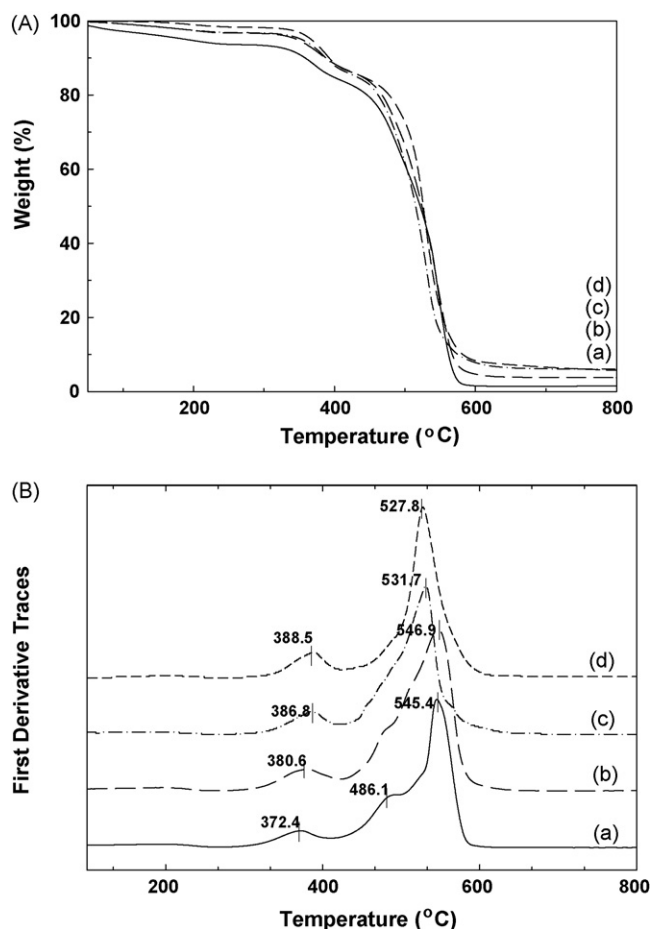 (A)
100
80
60
40
20
0
Weight (%)
(d)
(c)
(b)
(a)
200 400 600 800
Temperature (°C)
(B)
527.8
531.7
546.9
388.5
(d)
386.8
545.4
(c)
380.6
486.1
(b)
372.4
(a)
First Derivative Traces
200 400 600 800
Temperature (°C)